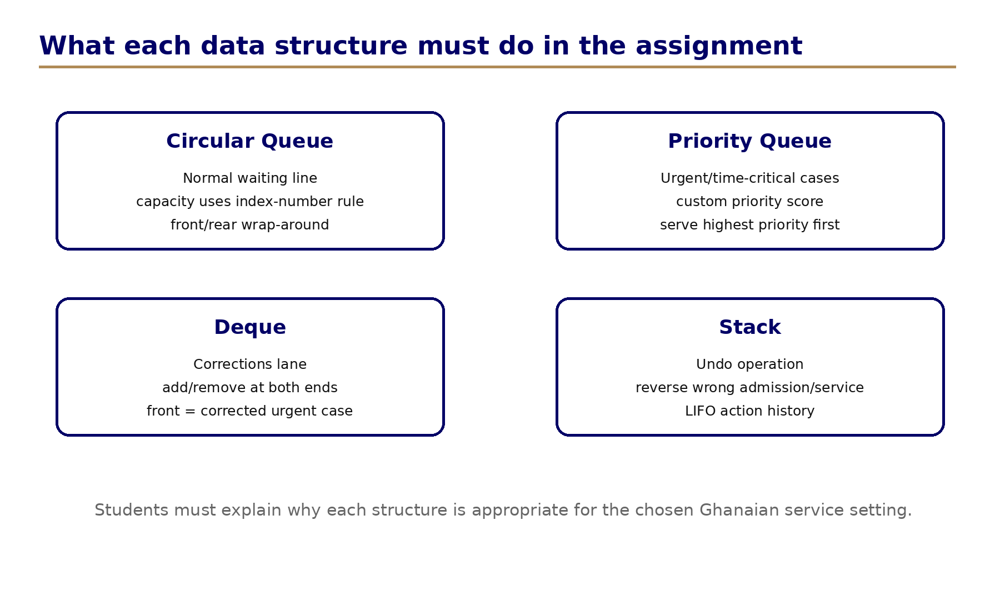 What each data structure must do in the assignment
Circular Queue
Normal waiting line
capacity uses index-number rule
front/rear wrap-around
Priority Queue
Urgent/time-critical cases
custom priority score
serve highest priority first
Deque
Corrections lane
add/remove at both ends
front = corrected urgent case
Stack
Undo operation
reverse wrong admission/service
LIFO action history
Students must explain why each structure is appropriate for the chosen Ghanaian service setting.